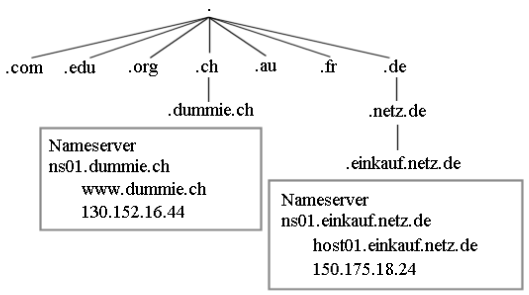 .
.com .edu .org .ch .au .fr .de
.dummie.ch .netz.de
.einkauf.netz.de
Nameserver
ns01.dummie.ch
www.dummie.ch
130.152.16.44
Nameserver
ns01.einkauf.netz.de
host01.einkauf.netz.de
150.175.18.24